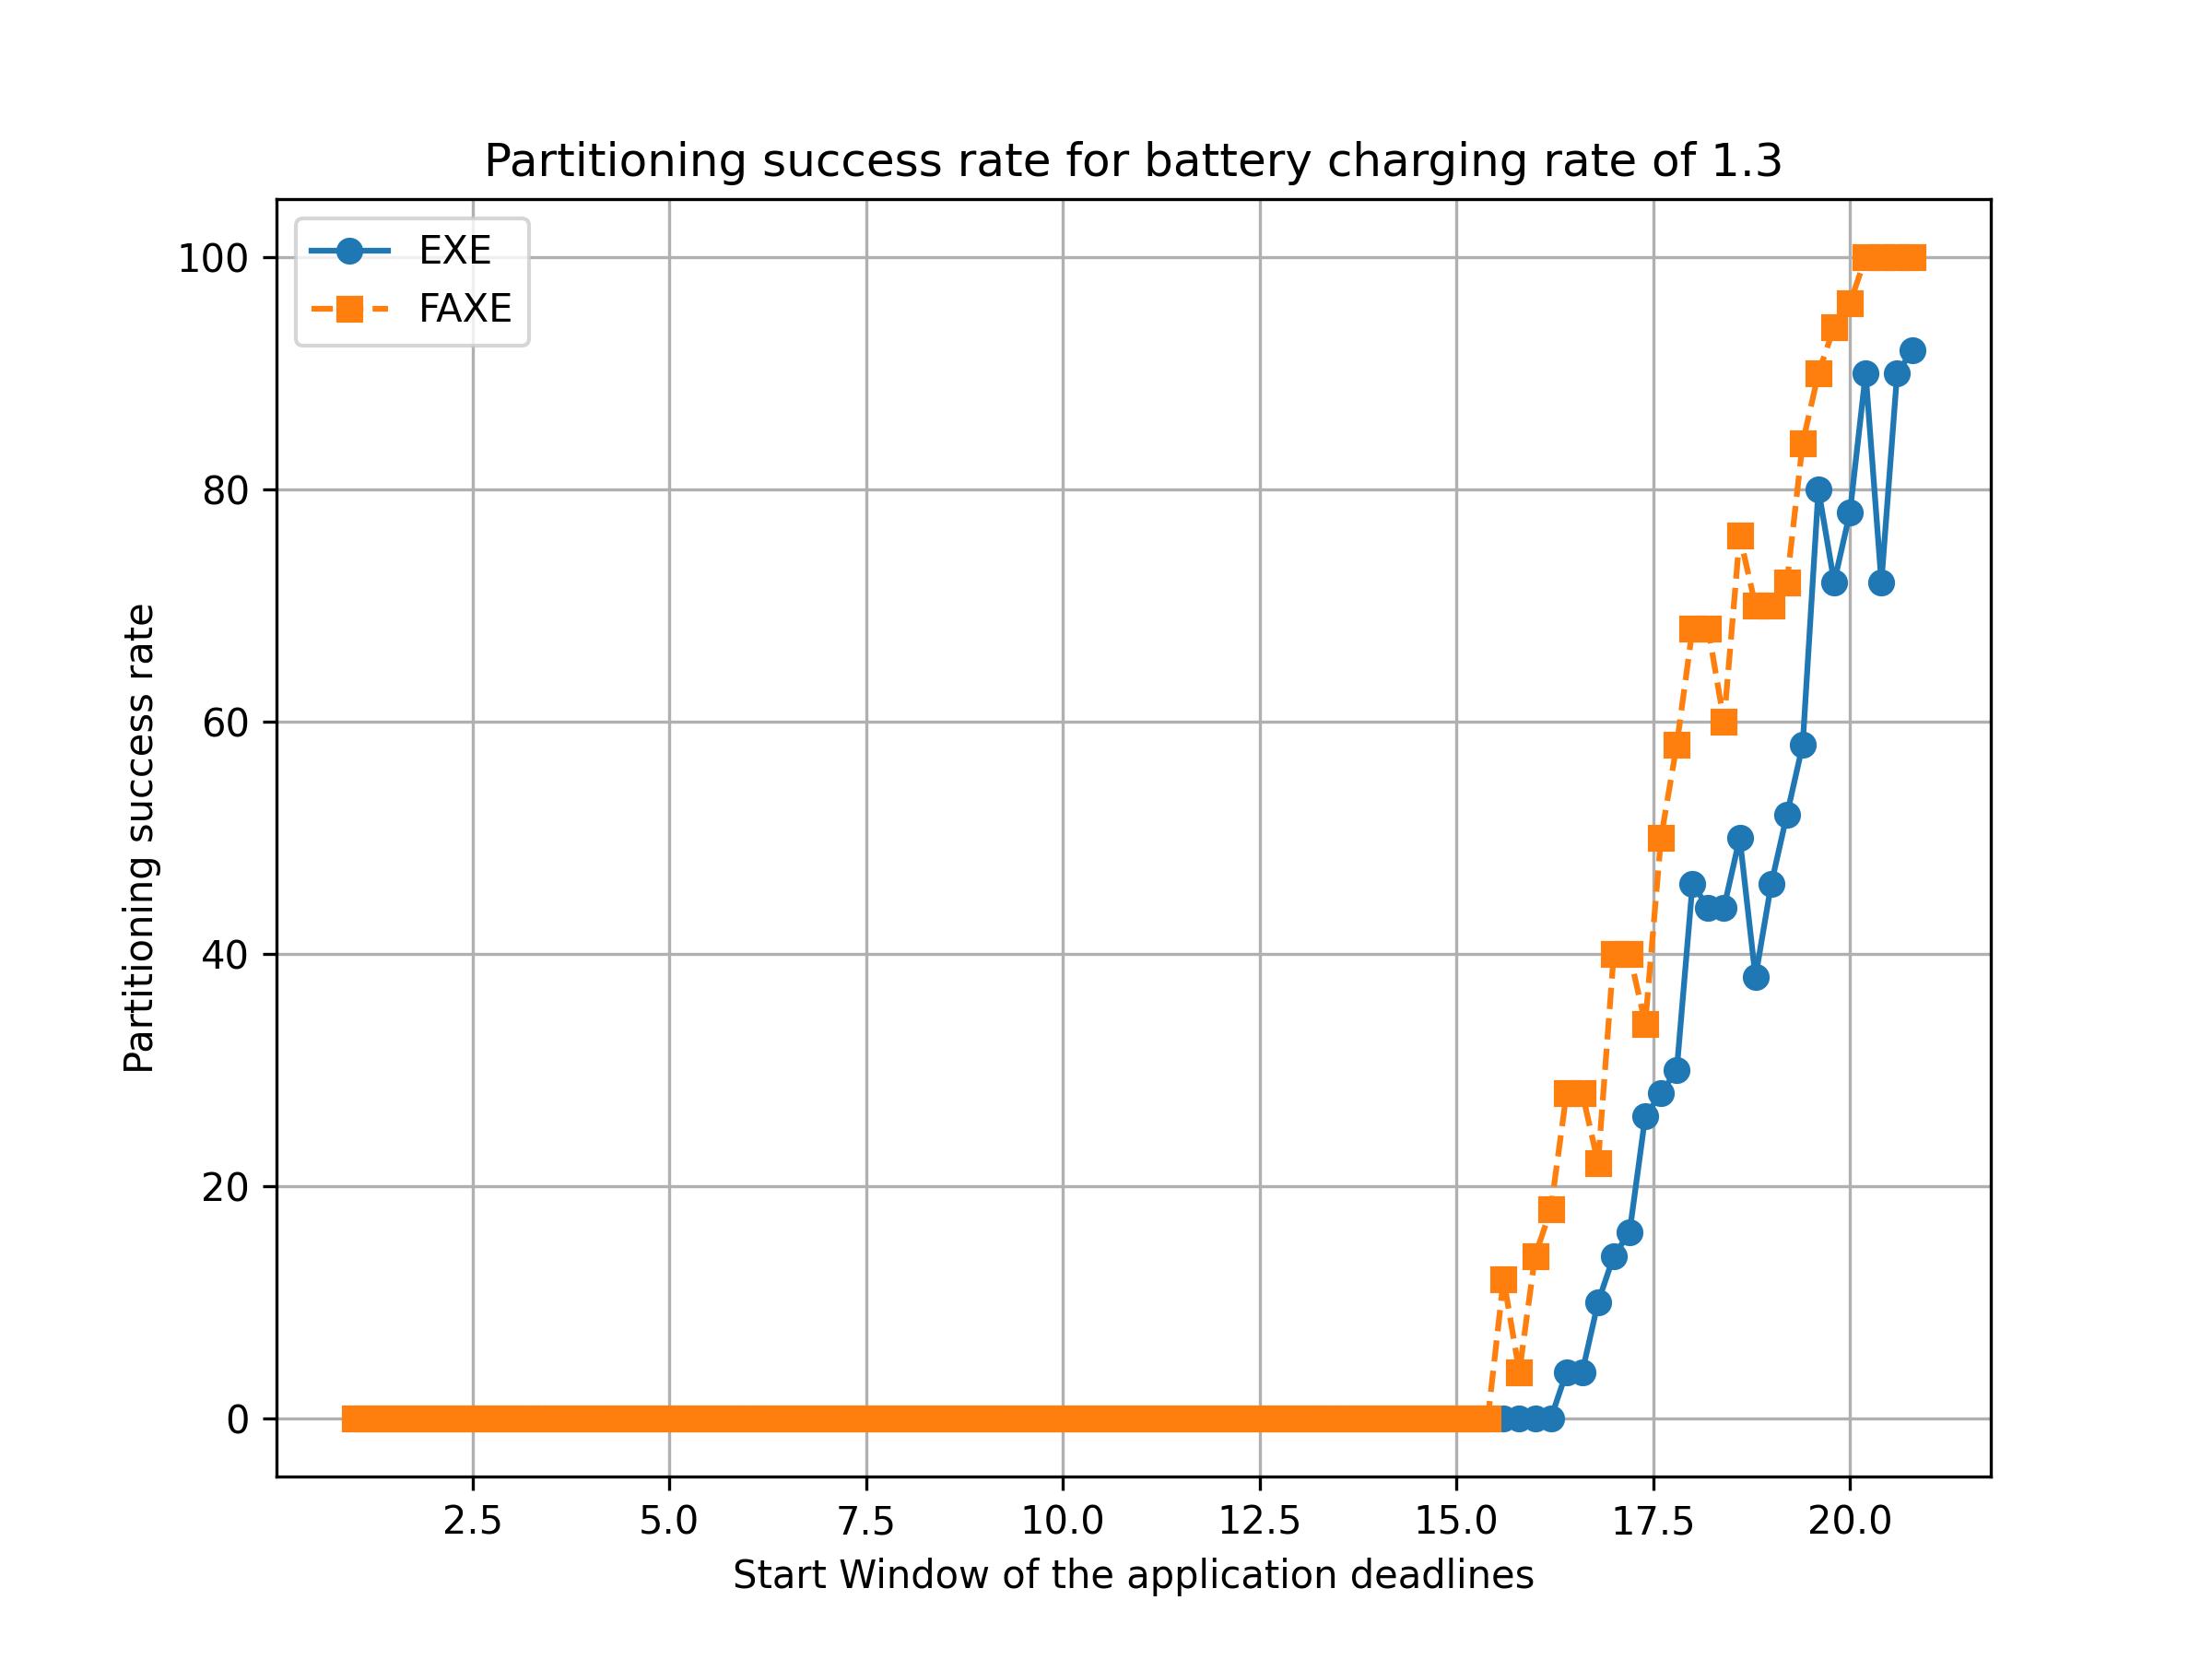 Partitioning success rate for battery charging rate of 1.3
EXE
FAXE
100
80
60
40
20
0
Partitioning success rate
2.5 5.0 7.5 10.0 12.5 15.0 17.5 20.0
Start Window of the application deadlines